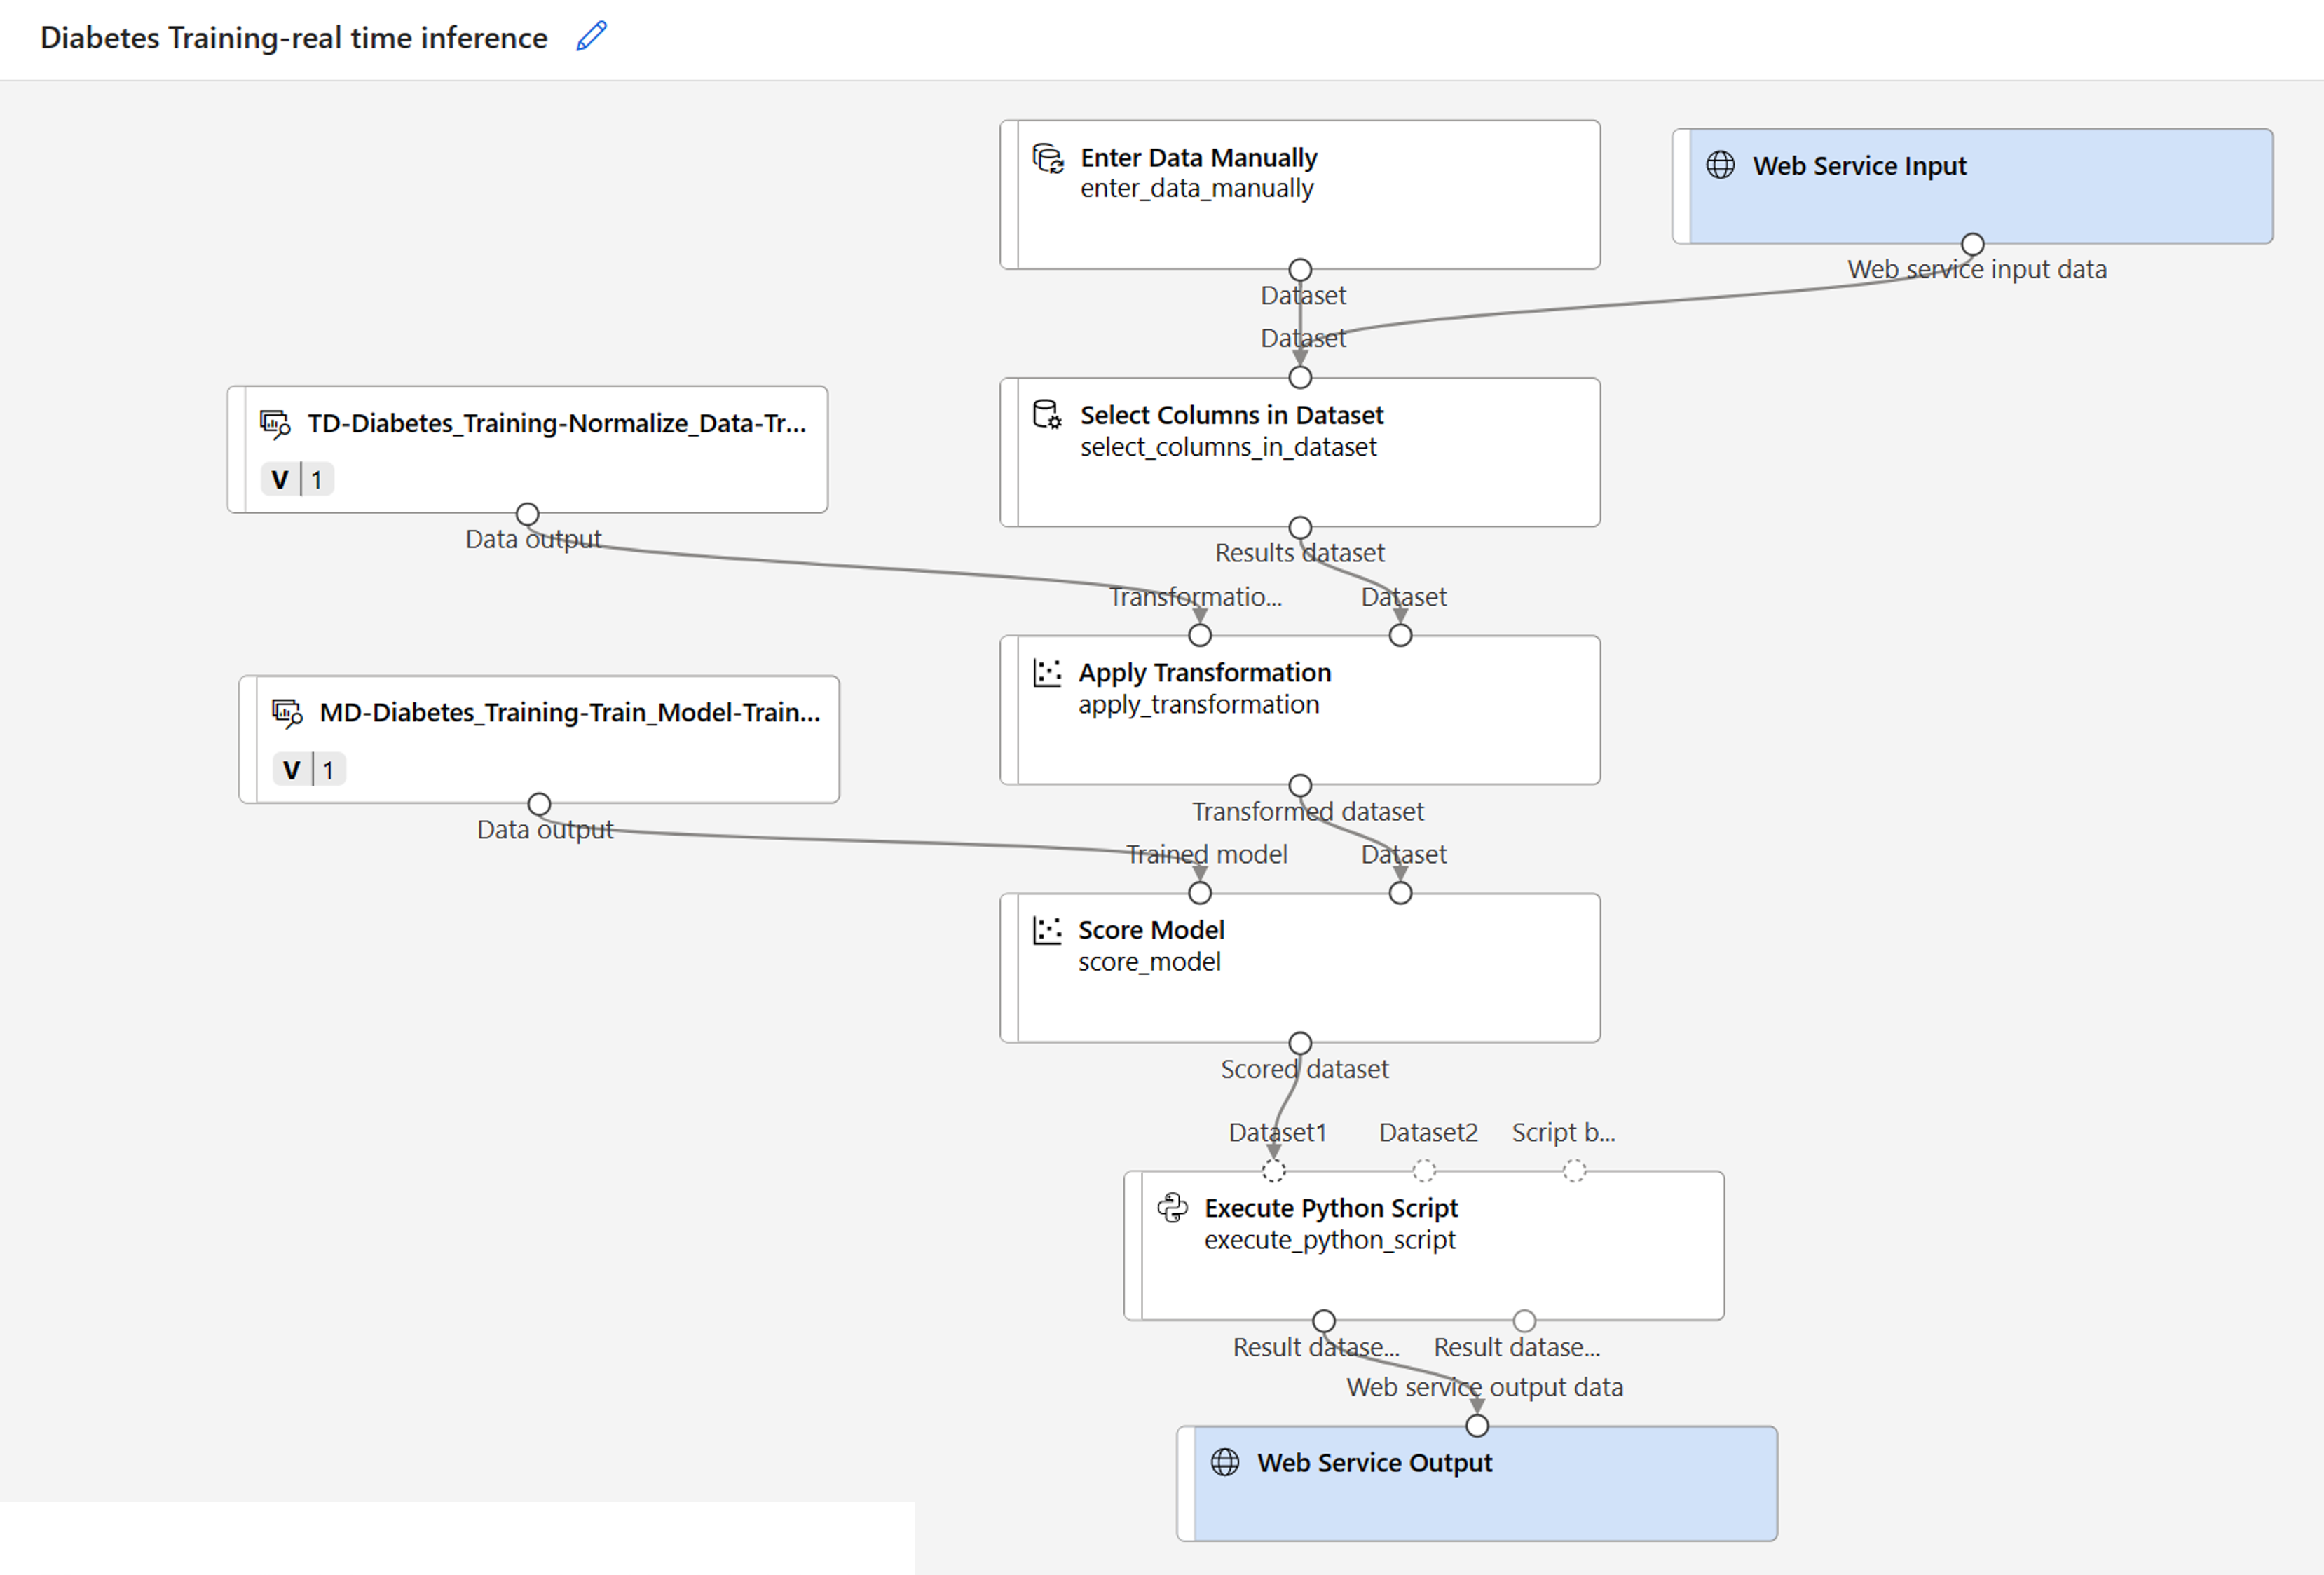 Diabetes Training-real time inference
Enter Data Manually
enter_data_manually
Dataset
Web Service Input
Web service input data
Dataset
Select Columns in Dataset
select_columns_in_dataset
Results dataset
TD-Diabetes_Training-Normalize_Data-Tr...
V 1
Data output
Transformatio...
Dataset
Apply Transformation
apply_transformation
Transformed dataset
MD-Diabetes_Training-Train_Model-Train...
V 1
Data output
Trained model
Dataset
Score Model
score_model
Scored dataset
Dataset1
Dataset2
Script b...
Execute Python Script
execute_python_script
Result datase...
Result datase...
Web service output data
Web Service Output